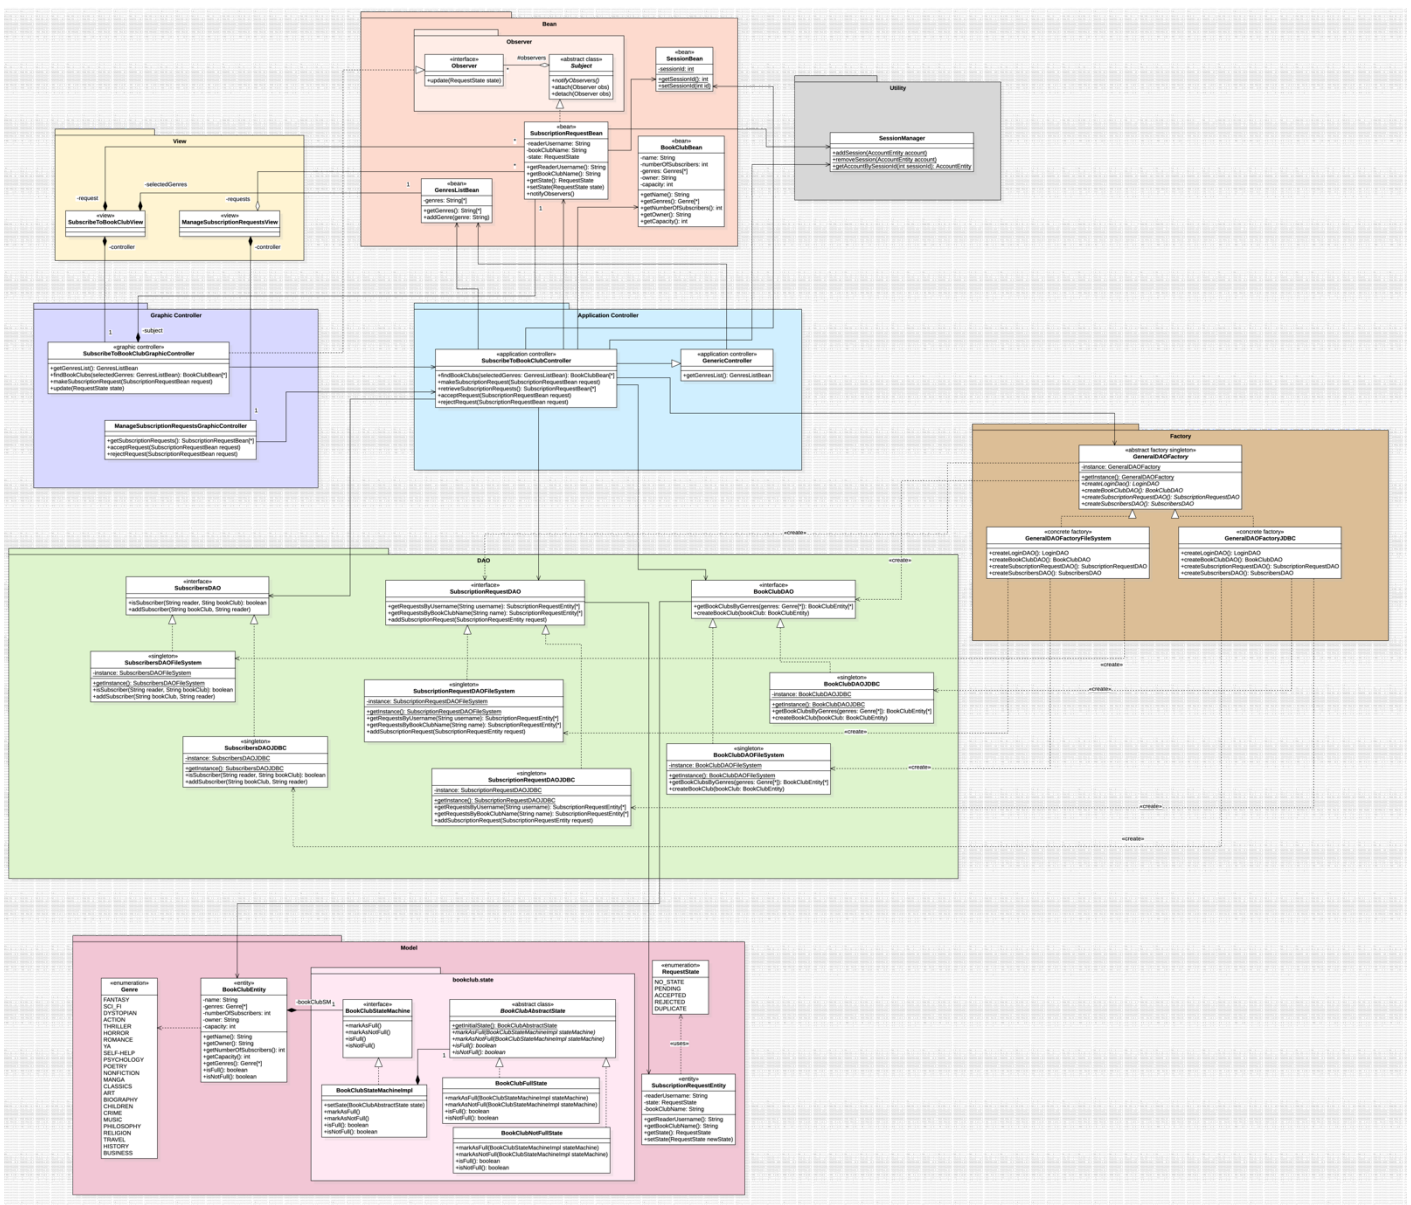 Bean
Observer
«interface»
Observer
+update(RequestState state)
#observers
*
«abstract class»
Subject
+notifyObservers()
+attach(Observer obs)
+detach(Observer obs)
«bean»
SessionBean
-sessionId: int
+getSessionId(): int
+setSessionId(int id)
«bean»
SubscriptionRequestBean
-readerUsername: String
-bookClubName: String
-state: RequestState
+getReaderUsername(): String
+getBookClubName(): String
+getState(): RequestState
+setState(RequestState state)
+notifyObservers()
«bean»
BookClubBean
-name: String
-numberOfSubscribers: int
-genres: Genres[*]
-owner: String
-capacity: int
+getName(): String
+getGenres(): Genre[*]
+getNumberOfSubscribers(): int
+getOwner(): String
+getCapacity(): int
«bean»
GenresListBean
-genres: String[*]
+getGenres(): String[*]
+addGenre(genre: String)
Utility
SessionManager
+addSession(AccountEntity account)
+removeSession(AccountEntity account)
+getAccountBySessionId(int sessionId): AccountEntity
View
*
*
-selectedGenres
1
-request
-requests
1
«view»
SubscribeToBookClubView
«view»
ManageSubscriptionRequestsView
-controller
-controller
Graphic Controller
1
-subject
«graphic controller»
SubscribeToBookClubGraphicController
+getGenresList(): GenresListBean
+findBookClubs(selectedGenres: GenresListBean): BookClubBean[*]
+makeSubscriptionRequest(SubscriptionRequestBean request)
+update(RequestState state)
1
ManageSubscriptionRequestsGraphicController
+getSubscriptionRequests(): SubscriptionRequestBean[*]
+acceptRequest(SubscriptionRequestBean request)
+rejectRequest(SubscriptionRequestBean request)
Application Controller
«application controller»
SubscribeToBookClubController
+findBookClubs(selectedGenres: GenresListBean): BookClubBean[*]
+makeSubscriptionRequest(SubscriptionRequestBean request)
+retrieveSubscriptionRequests(): SubscriptionRequestBean[*]
+acceptRequest(SubscriptionRequestBean request)
+rejectRequest(SubscriptionRequestBean request)
«application controller»
GenericController
+getGenresList(): GenresListBean
Factory
«abstract factory singleton»
GeneralDAOFactory
-instance: GeneralDAOFactory
+getInstance(): GeneralDAOFactory
+createLoginDao(): LoginDAO
+createBookClubDAO(): BookClubDAO
+createSubscriptionRequestDAO(): SubscriptionRequestDAO
+createSubscribersDAO(): SubscribersDAO
«concrete factory»
GeneralDAOFactoryFileSystem
+createLoginDAO(): LoginDAO
+createBookClubDAO(): BookClubDAO
+createSubscriptionRequestDAO(): SubscriptionRequestDAO
+createSubscribersDAO(): SubscribersDAO
«concrete factory»
GeneralDAOFactoryJDBC
+createLoginDAO(): LoginDAO
+createBookClubDAO(): BookClubDAO
+createSubscriptionRequestDAO(): SubscriptionRequestDAO
+createSubscribersDAO(): SubscribersDAO
«create»
«create»
DAO
«interface»
SubscribersDAO
+isSubscriber(String reader, Sting bookClub): boolean
+addSubscriber(String bookClub, String reader)
«interface»
SubscriptionRequestDAO
+getRequestsByUsername(String username): SubscriptionRequestEntity[*]
+getRequestsByBookClubName(String name): SubscriptionRequestEntity[*]
+addSubscriptionRequest(SubscriptionRequestEntity request)
«interface»
BookClubDAO
+getBookClubsByGenres(genres: Genre[*]): BookClubEntity[*]
+createBookClub(bookClub: BookClubEntity)
«singleton»
SubscribersDAOFileSystem
-instance: SubscribersDAOFileSystem
+getInstance(): SubscribersDAOFileSystem
+isSubscriber(String reader, String bookClub): boolean
+addSubscriber(String bookClub, String reader)
«singleton»
SubscriptionRequestDAOFileSystem
-instance: SubscriptionRequestDAOFileSystem
+getInstance(): SubscriptionRequestDAOFileSystem
+getRequestsByUsername(String username): SubscriptionRequestEntity[*]
+getRequestsByBookClubName(String name): SubscriptionRequestEntity[*]
+addSubscriptionRequest(SubscriptionRequestEntity request)
«singleton»
BookClubDAOJDBC
-instance: BookClubDAOJDBC
+getInstance(): BookClubDAOJDBC
+getBookClubsByGenres(genres: Genre[*]): BookClubEntity[*]
+createBookClub(bookClub: BookClubEntity)
«singleton»
SubscribersDAOJDBC
-instance: SubscribersDAOJDBC
+getInstance(): SubscribersDAOJDBC
+isSubscriber(String reader, String bookClub): boolean
+addSubscriber(String bookClub, String reader)
«singleton»
BookClubDAOFileSystem
-instance: BookClubDAOFileSystem
+getInstance(): BookClubDAOFileSystem
+getBookClubsByGenres(genres: Genre[*]): BookClubEntity[*]
+createBookClub(bookClub: BookClubEntity)
«singleton»
SubscriptionRequestDAOJDBC
-instance: SubscriptionRequestDAOJDBC
+getInstance(): SubscriptionRequestDAOJDBC
+getRequestsByUsername(String username): SubscriptionRequestEntity[*]
+getRequestsByBookClubName(String name): SubscriptionRequestEntity[*]
+addSubscriptionRequest(SubscriptionRequestEntity request)
«create»
«create»
«create»
«create»
«create»
«create»
Model
«enumeration»
Genre
FANTASY
SCI_FI
DYSTOPIAN
ACTION
THRILLER
HORROR
ROMANCE
YA
SELF-HELP
PSYCHOLOGY
POETRY
NONFICTION
MANGA
CLASSICS
ART
BIOGRAPHY
CHILDREN
CRIME
MUSIC
PHILOSOPHY
RELIGION
TRAVEL
HISTORY
BUSINESS
«entity»
BookClubEntity
-name: String
-genres: Genre[*]
-numberOfSubscribers: int
-owner: String
-capacity: int
+getName(): String
+getOwner(): String
+getNumberOfSubscribers(): int
+getCapacity(): int
+getGenres(): Genre[*]
+isFull(): boolean
+isNotFull(): boolean
-bookClubSM
1
bookclub.state
«interface»
BookClubStateMachine
+markAsFull()
+markAsNotFull()
+isFull()
+isNotFull()
«abstract class»
BookClubAbstractState
+getInitialState(): BookClubAbstractState
+markAsFull(BookClubStateMachineImpl stateMachine)
+markAsNotFull(BookClubStateMachineImpl stateMachine)
+isFull(): boolean
+isNotFull(): boolean
1
BookClubStateMachineImpl
+setSate(BookClubAbstractState state)
+markAsFull()
+markAsNotFull()
+isFull(): boolean
+isNotFull(): boolean
BookClubFullState
+markAsFull(BookClubStateMachineImpl stateMachine)
+markAsNotFull(BookClubStateMachineImpl stateMachine)
+isFull(): boolean
+isNotFull(): boolean
BookClubNotFullState
+markAsFull(BookClubStateMachineImpl stateMachine)
+markAsNotFull(BookClubStateMachineImpl stateMachine)
+isFull(): boolean
+isNotFull(): boolean
«enumeration»
RequestState
NO_STATE
PENDING
ACCEPTED
REJECTED
DUPLICATE
«uses»
«entity»
SubscriptionRequestEntity
-readerUsername: String
-state: RequestState
-bookClubName: String
+getReaderUsername(): String
+getBookClubName(): String
+getState(): RequestState
+setState(RequestState newState)